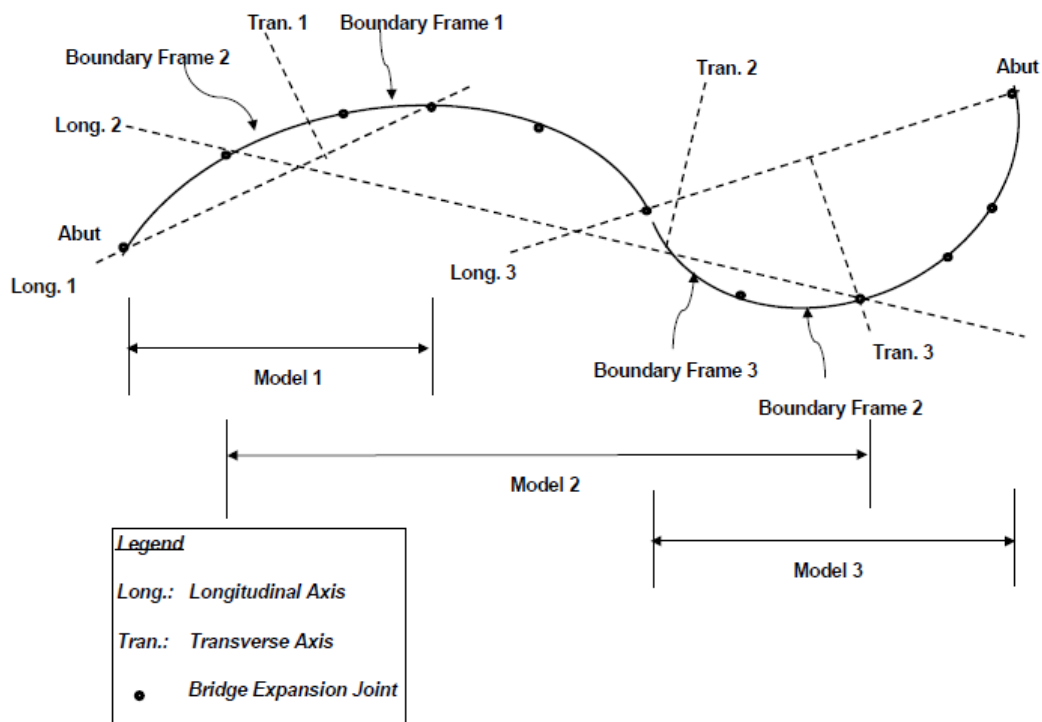 Tran. 1
Boundary Frame 1
Boundary Frame 2
Tran. 2
Abut
Long. 2
Abut
Long. 1
Long. 3
Tran. 3
Boundary Frame 3
Model 1
Boundary Frame 2
Model 2
Model 3
Legend
Long.: Longitudinal Axis
Tran.: Transverse Axis
Bridge Expansion Joint